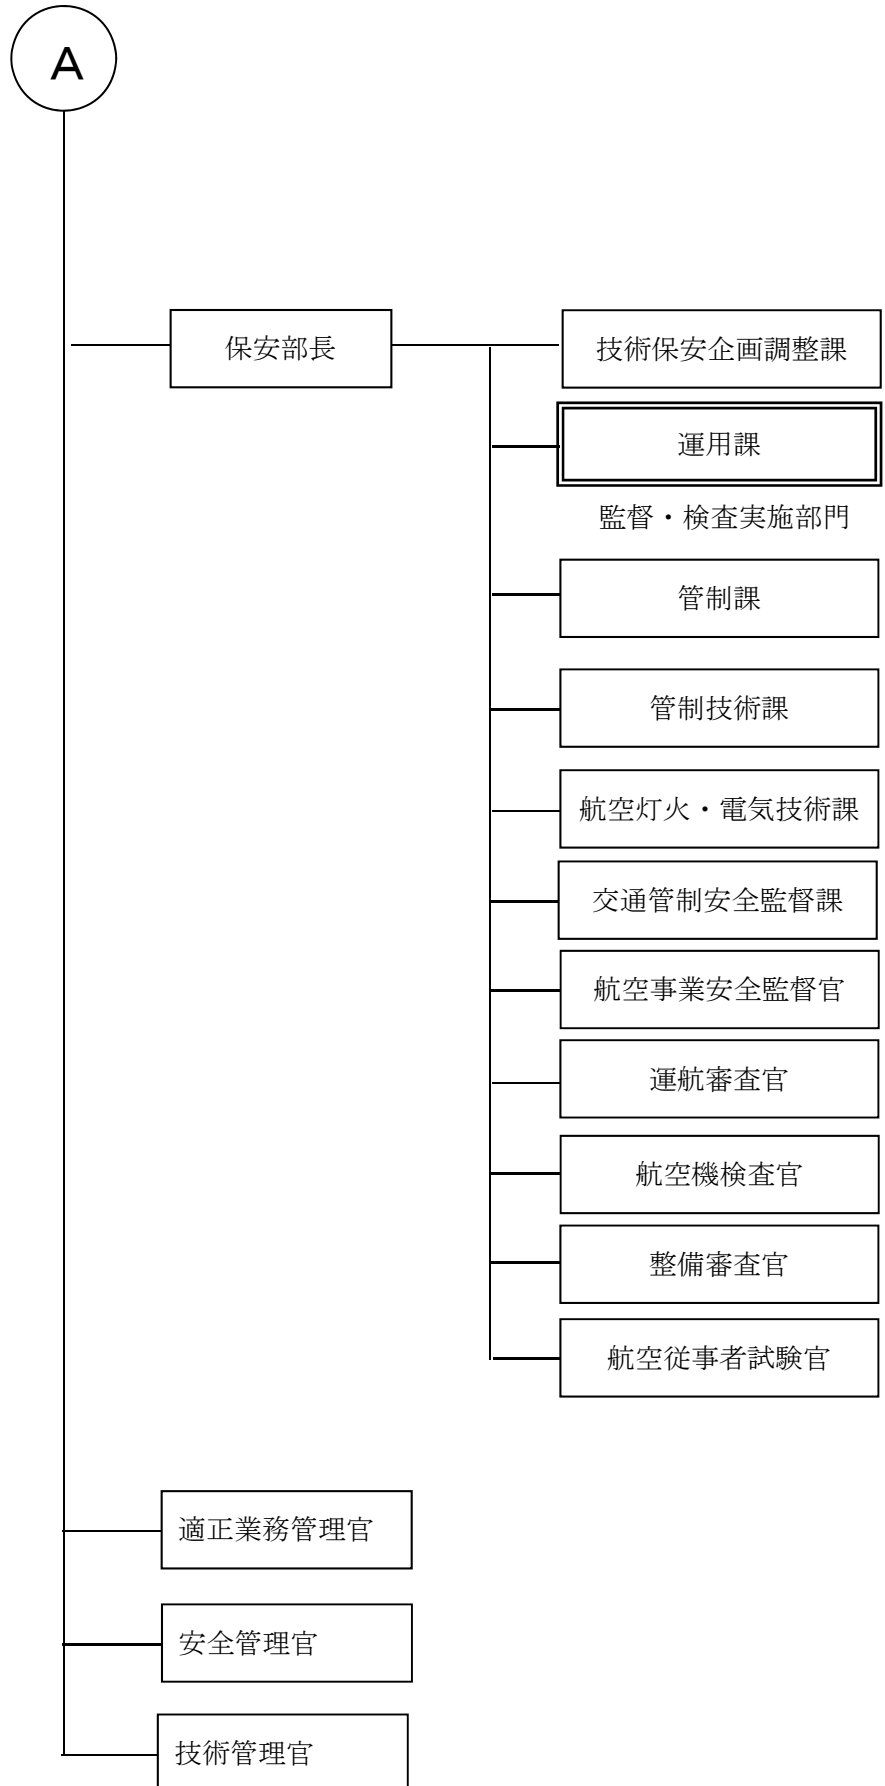 A
保安部長
技術保安企画調整課
運用課
監督・検査実施部門
管制課
管制技術課
航空灯火・電気技術課
交通管制安全監督課
航空事業安全監督官
運航審査官
航空機検査官
整備審査官
航空従事者試験官
適正業務管理官
安全管理官
技術管理官